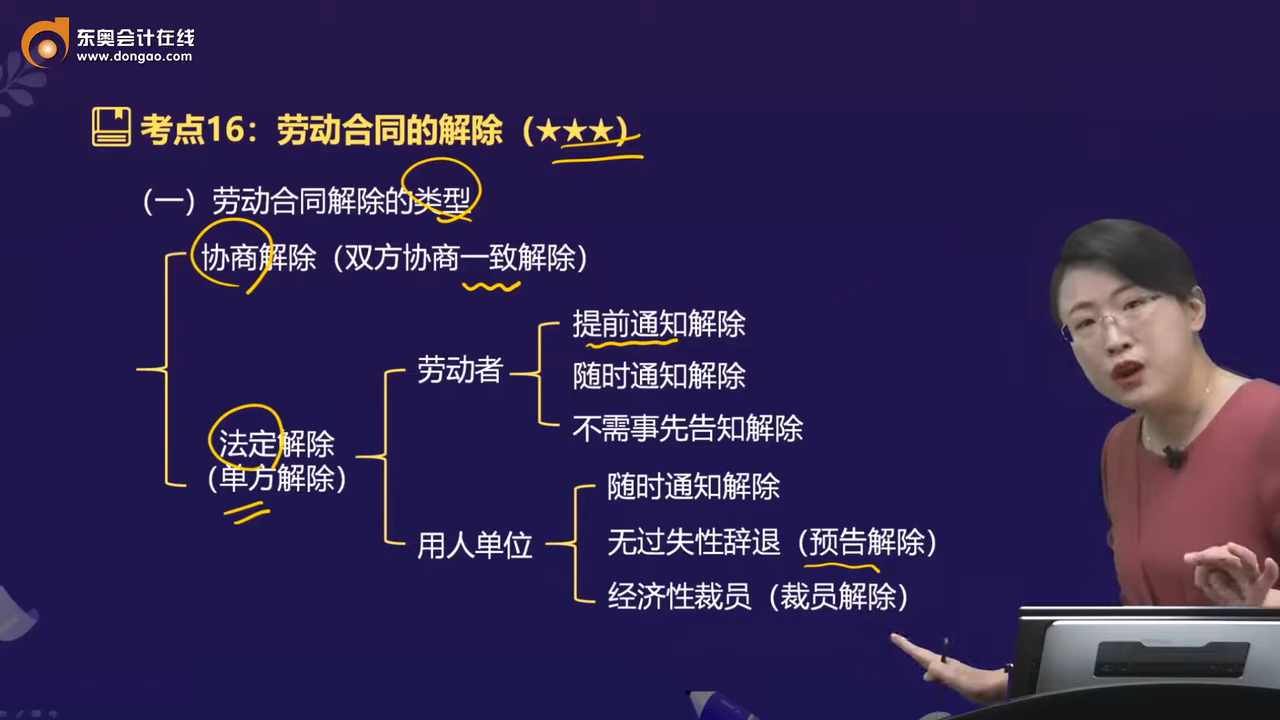 东奥会计在线
www.dongao.com
考点16：劳动合同的解除（★★★）
（一）劳动合同解除的类型
协商解除（双方协商一致解除）
法定解除
（单方解除）
劳动者
提前通知解除
随时通知解除
不需事先告知解除
用人单位
随时通知解除
无过失性辞退（预告解除）
经济性裁员（裁员解除）